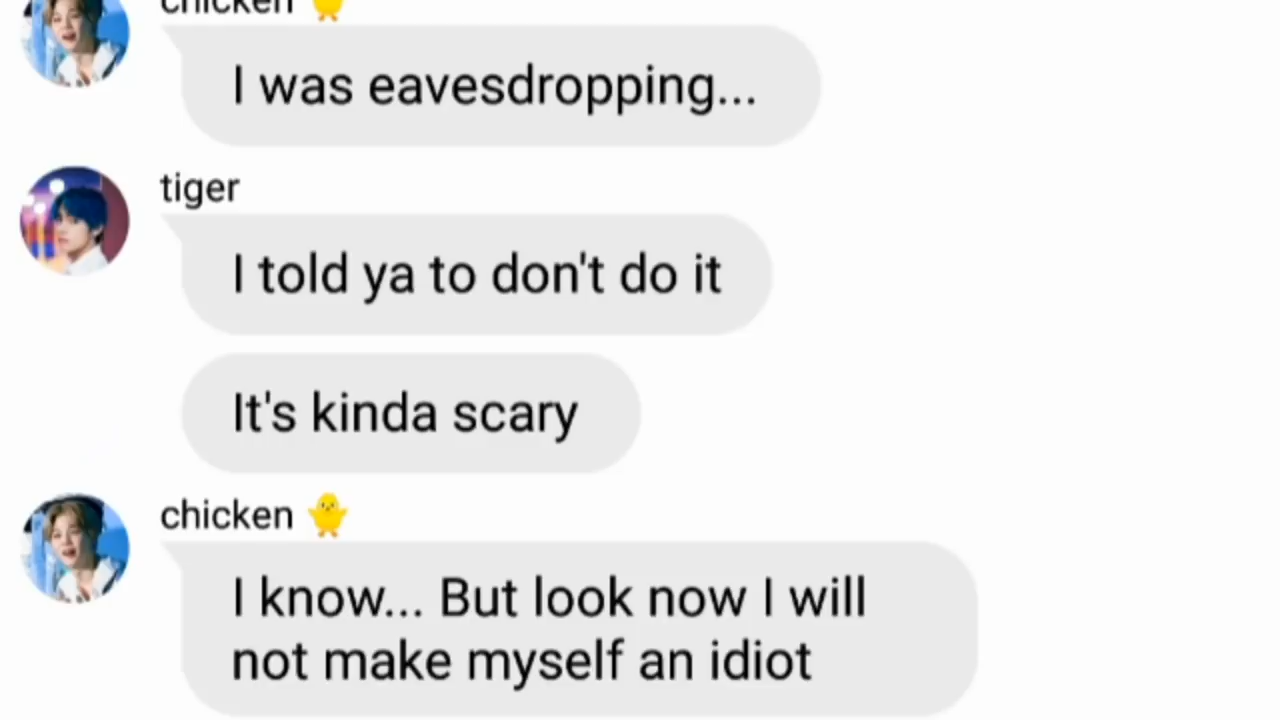 chicken 🐥
I was eavesdropping...
tiger
I told ya to don't do it
It's kinda scary
chicken 🐥
I know... But look now I will
not make myself an idiot